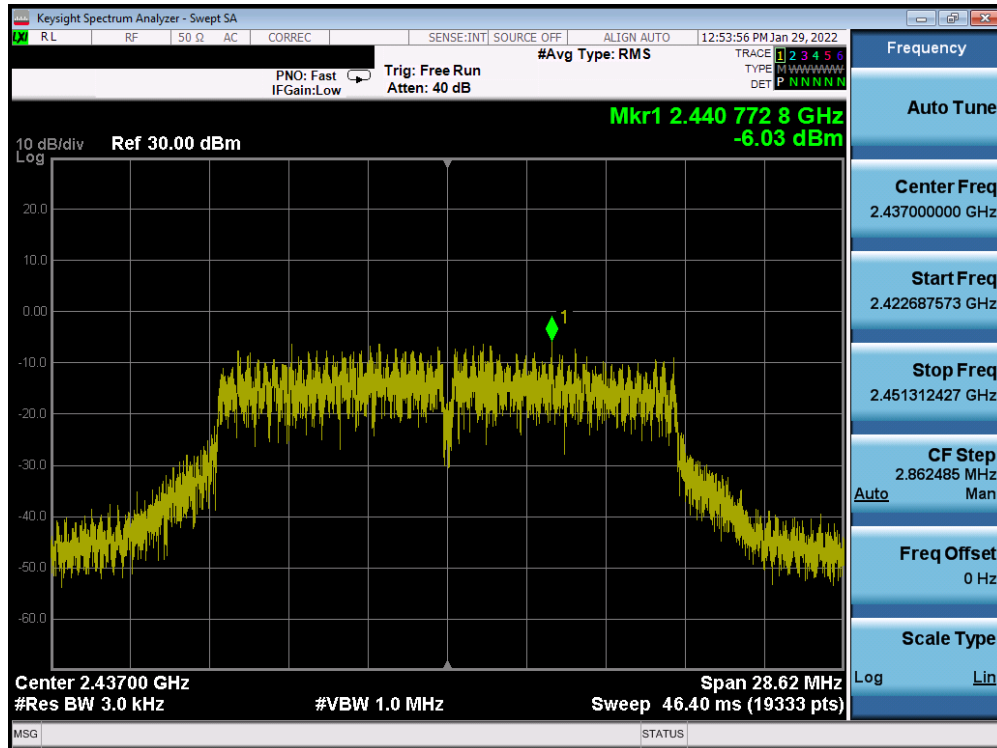 Keysight Spectrum Analyzer - Swept SA
LXI RL RF 50 Ω AC CORREC SENSE:INT SOURCE OFF ALIGN AUTO 12:53:56 PM Jan 29, 2022
#Avg Type: RMS
TRACE 1 2 3 4 5 6
TYPE M W W W W W
DET P N N N N N
PNO: Fast
IFGain:Low
Trig: Free Run
Atten: 40 dB
Mkr1 2.440 772 8 GHz
-6.03 dBm
10 dB/div
Log
Ref 30.00 dBm
20.0
10.0
0.00
-10.0
-20.0
-30.0
-40.0
-50.0
-60.0
1
Center 2.43700 GHz
Span 28.62 MHz
#Res BW 3.0 kHz
#VBW 1.0 MHz
Sweep 46.40 ms (19333 pts)
MSG
STATUS
Frequency
Auto Tune
Center Freq
2.437000000 GHz
Start Freq
2.422687573 GHz
Stop Freq
2.451312427 GHz
CF Step
2.862485 MHz
Auto Man
Freq Offset
0 Hz
Scale Type
Log Lin